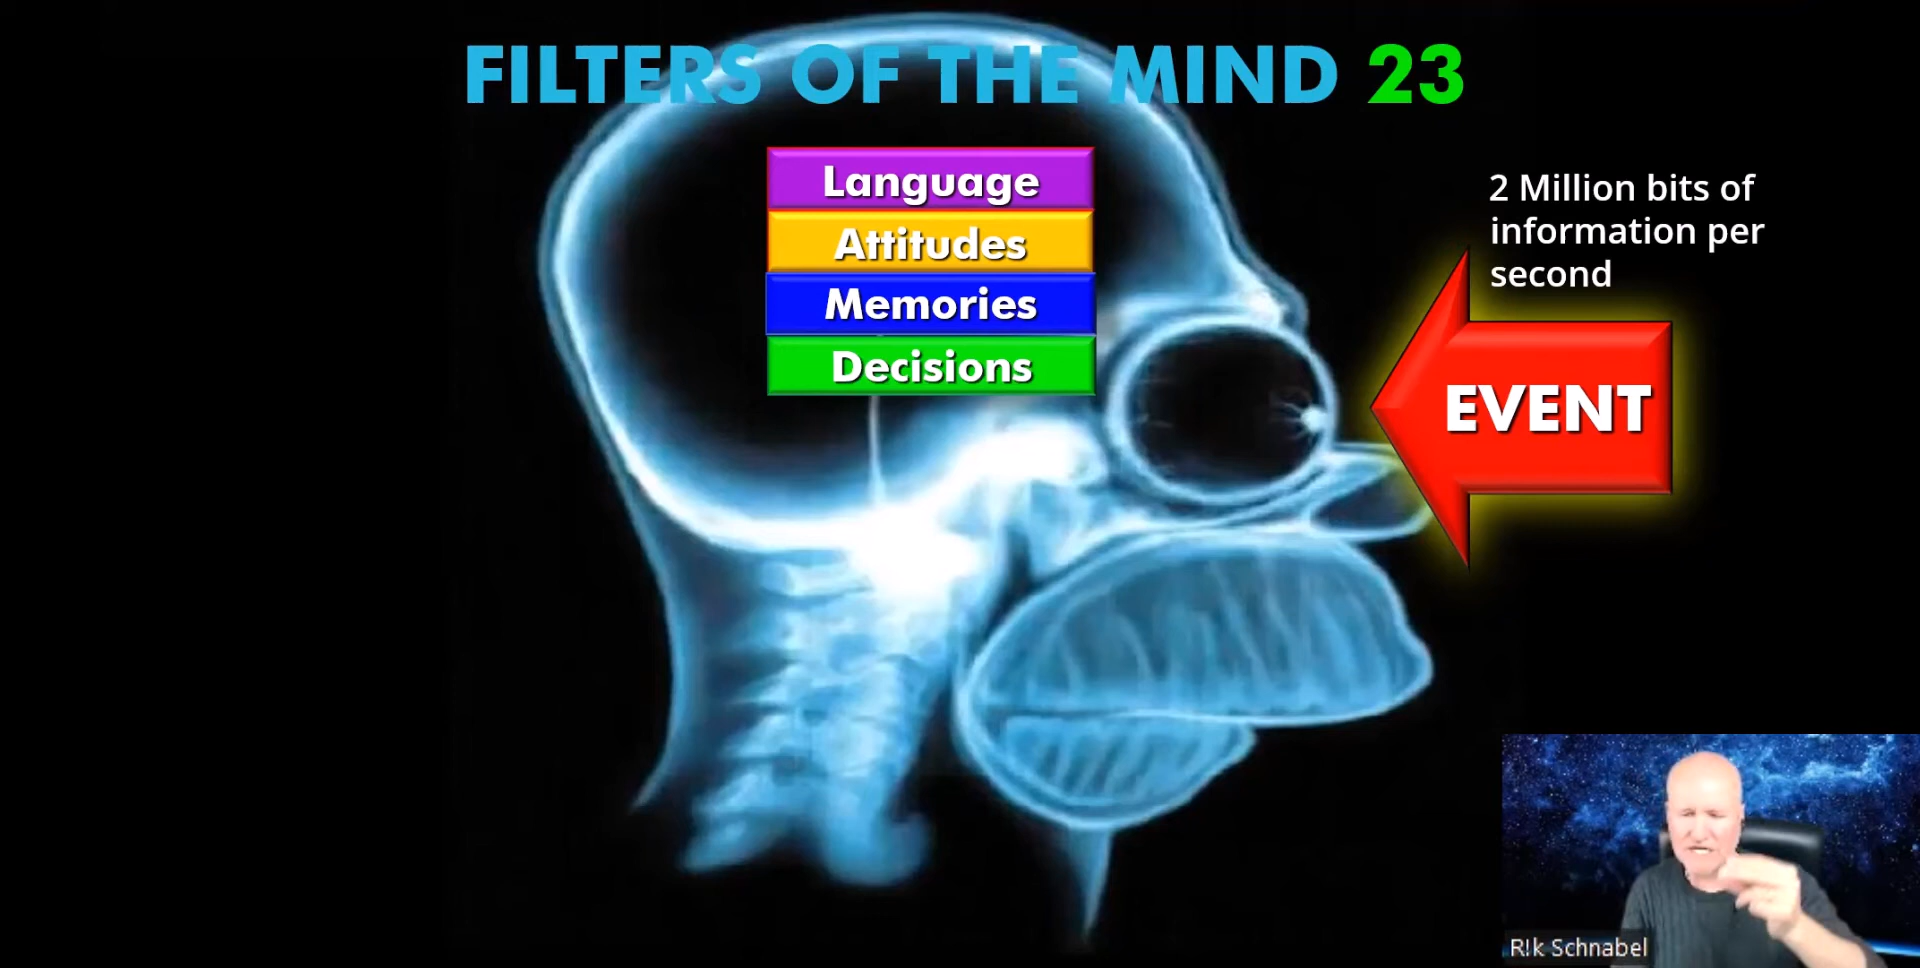 FILTERS OF THE MIND 23
Language
Attitudes
Memories
Decisions
2 Million bits of
information per
second
EVENT
R!k Schnabel